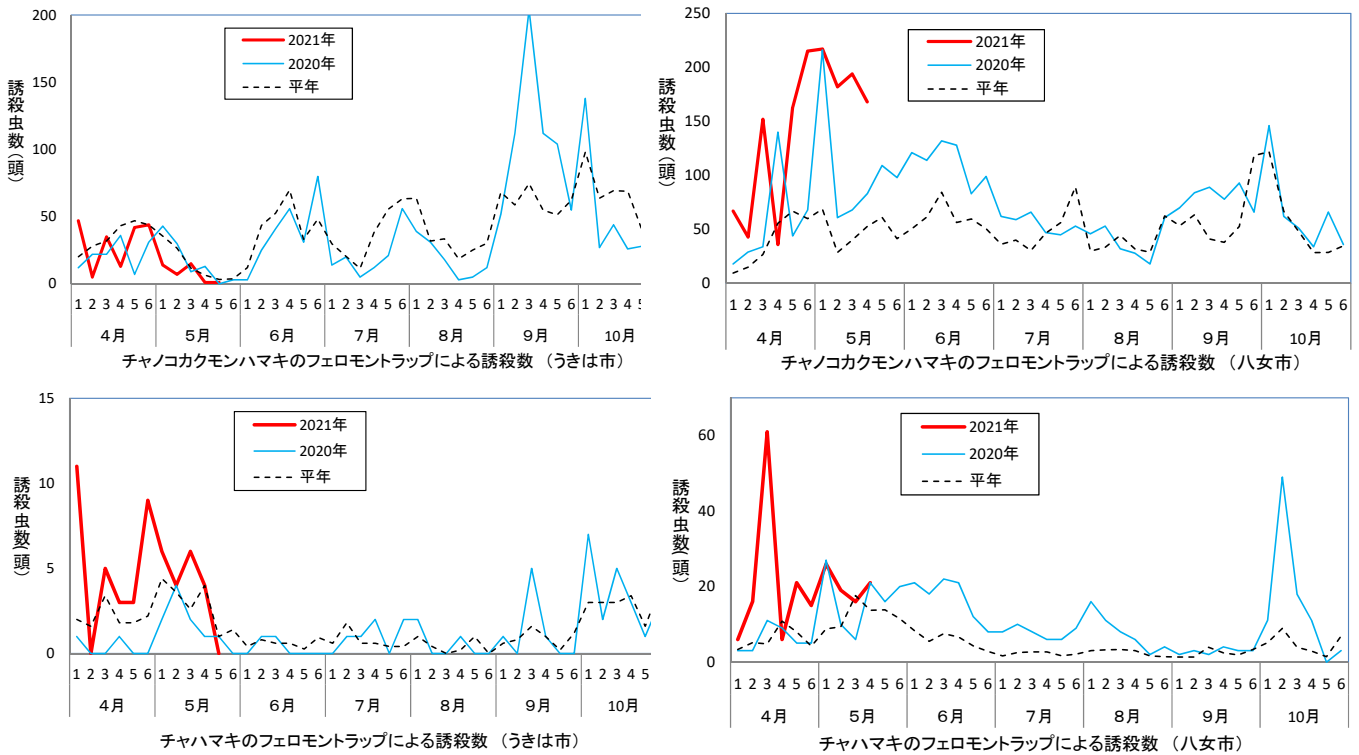 200
150
100
50
0
誘殺虫数(頭)
2021年
2020年
平年
1 2 3 4 5 6 1 2 3 4 5 6 1 2 3 4 5 6 1 2 3 4 5 6 1 2 3 4 5 6 1 2 3 4 5 6 1 2 3 4 5
4月 5月 6月 7月 8月 9月 10月
チャノコカクモンハマキのフェロモントラップによる誘殺数 (うきは市)
250
200
150
100
50
0
誘殺虫数(頭)
2021年
2020年
平年
1 2 3 4 5 6 1 2 3 4 5 6 1 2 3 4 5 6 1 2 3 4 5 6 1 2 3 4 5 6 1 2 3 4 5 6 1 2 3 4 5 6
4月 5月 6月 7月 8月 9月 10月
チャノコカクモンハマキのフェロモントラップによる誘殺数 (八女市)
15
10
5
0
誘殺虫数(頭)
2021年
2020年
平年
1 2 3 4 5 6 1 2 3 4 5 6 1 2 3 4 5 6 1 2 3 4 5 6 1 2 3 4 5 6 1 2 3 4 5 6 1 2 3 4 5
4月 5月 6月 7月 8月 9月 10月
チャハマキのフェロモントラップによる誘殺数 (うきは市)
60
40
20
0
誘殺虫数(頭)
2021年
2020年
平年
1 2 3 4 5 6 1 2 3 4 5 6 1 2 3 4 5 6 1 2 3 4 5 6 1 2 3 4 5 6 1 2 3 4 5 6 1 2 3 4 5 6
4月 5月 6月 7月 8月 9月 10月
チャハマキのフェロモントラップによる誘殺数 (八女市)